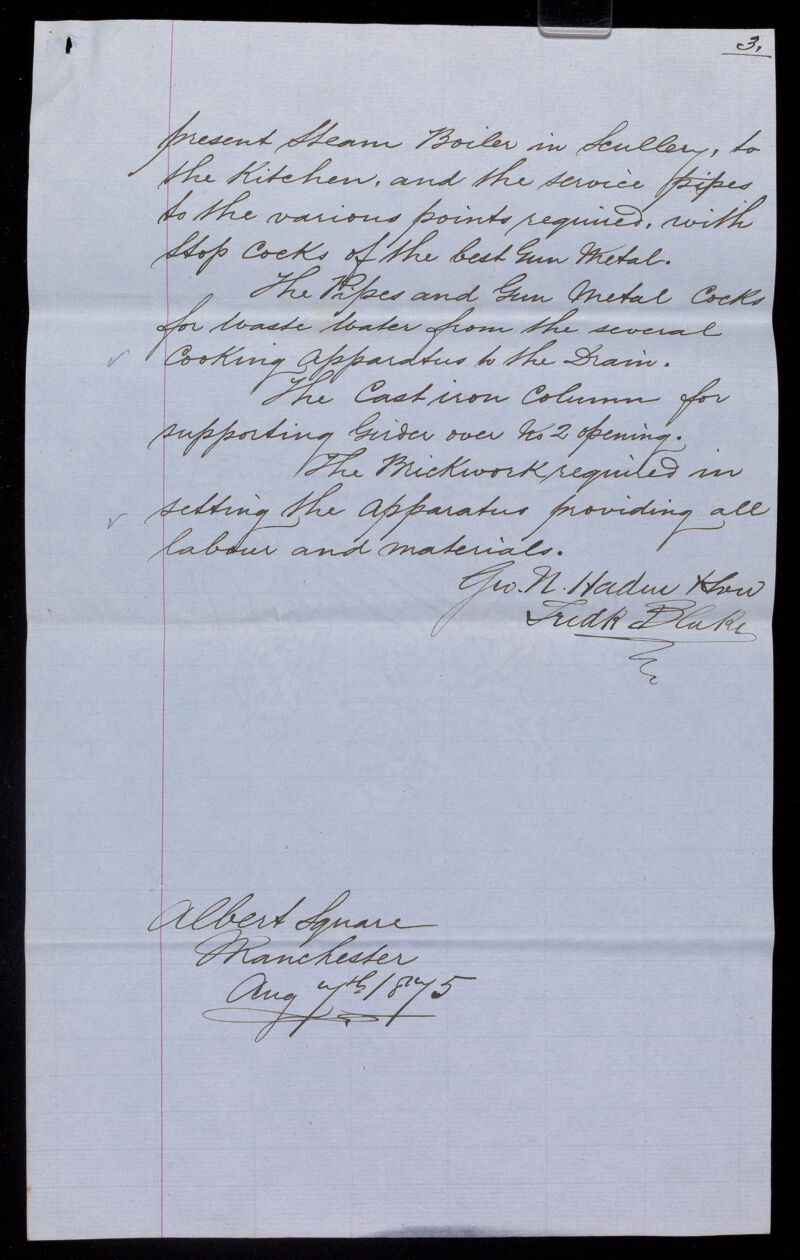 3.
present Steam Boiler in Scullery, to
the Kitchen, and the service pipes
to the various points required, with
Stop Cocks of the best Gun Metal.
The Pipes and Gun Metal Cocks
for Waste Water from the several
Cooking Apparatus to the Drain.
The Cast iron Column for
supporting Girder over No 2 opening.
The Brickwork required in
setting the Apparatus providing all
labour and materials.
Geo. N. Haden & Son
Fredk Blake
Albert Square
Manchester
Aug 7th 1875